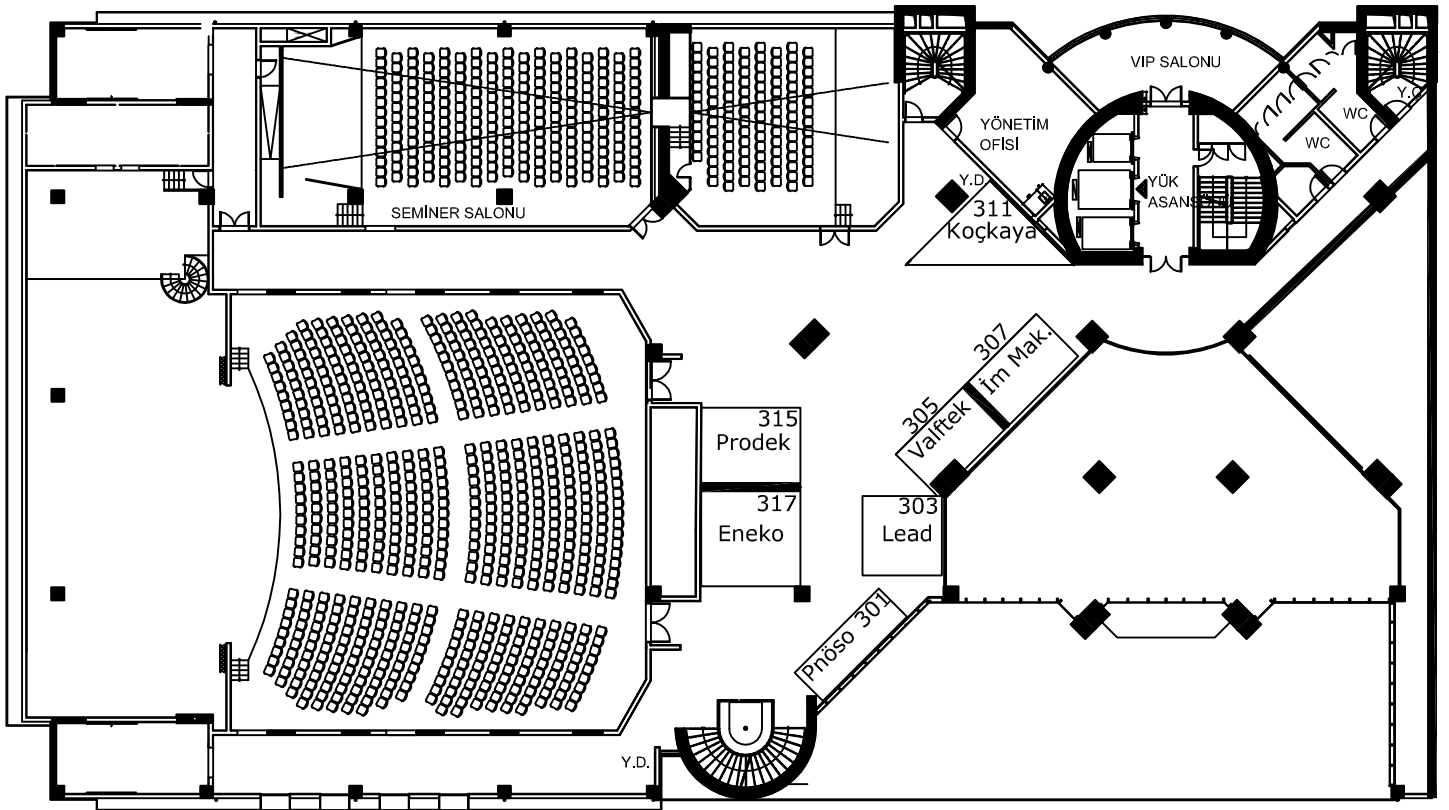 VIP SALONU
Y.O
WC
WC
YÖNETİM
OFİSİ
Y.D.
YÜK
311
Koçkaya
SEMİNER SALONU
307
İm Mak.
305
Valftek
315
Prodek
317
Eneko
303
Lead
Pnöso 301
Y.D.